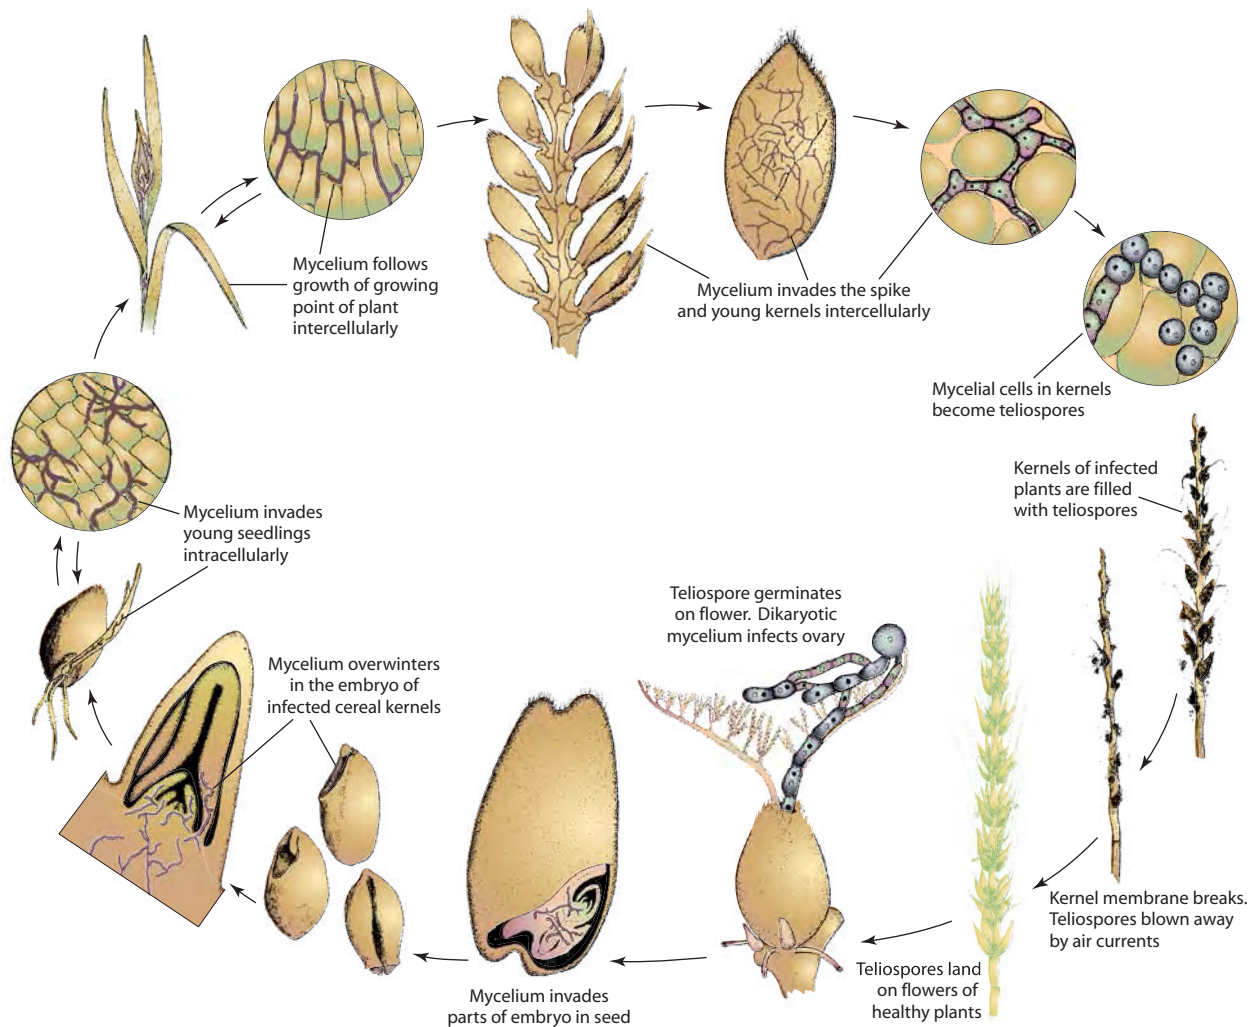 Mycelium follows
growth of growing
point of plant
intercellularly
Mycelium invades the spike
and young kernels intercellularly
Mycelial cells in kernels
become teliospores
Kernels of infected
plants are filled
with teliospores
Mycelium invades
young seedlings
intracellularly
Teliospore germinates
on flower. Dikaryotic
mycelium infects ovary
Mycelium overwinters
in the embryo of
infected cereal kernels
Kernel membrane breaks.
Teliospores blown away
by air currents
Teliospores land
on flowers of
healthy plants
Mycelium invades
parts of embryo in seed